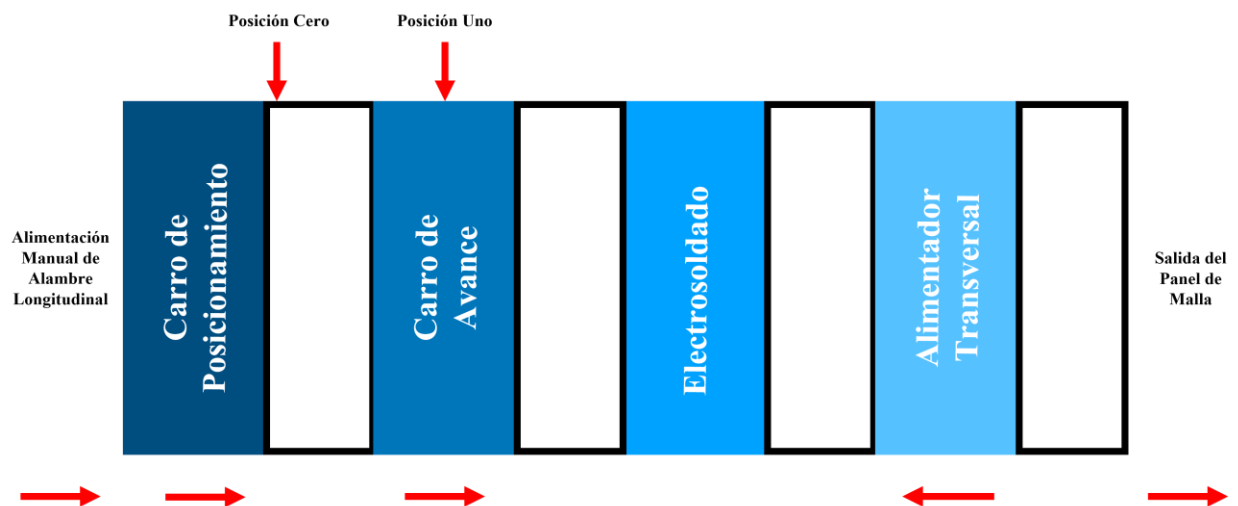 Posición Cero
Posición Uno
Alimentación
Manual de
Alambre
Longitudinal
Carro de
Posicionamiento
Carro de
Avance
Electrosoldado
Alimentador
Transversal
Salida del
Panel de
Malla